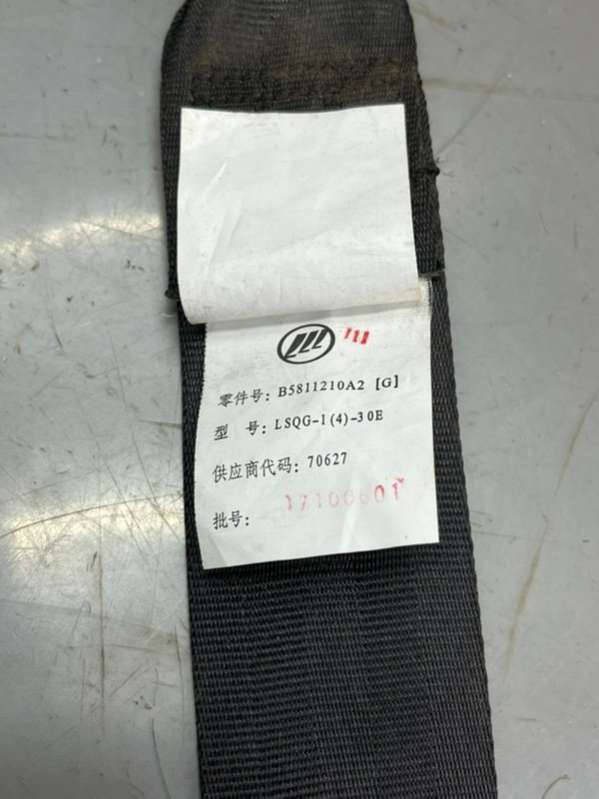 零件号: B5811210A2 [G]
型 号: LSQG-1(4)-30E
供应商代码: 70627
批号: 17100601